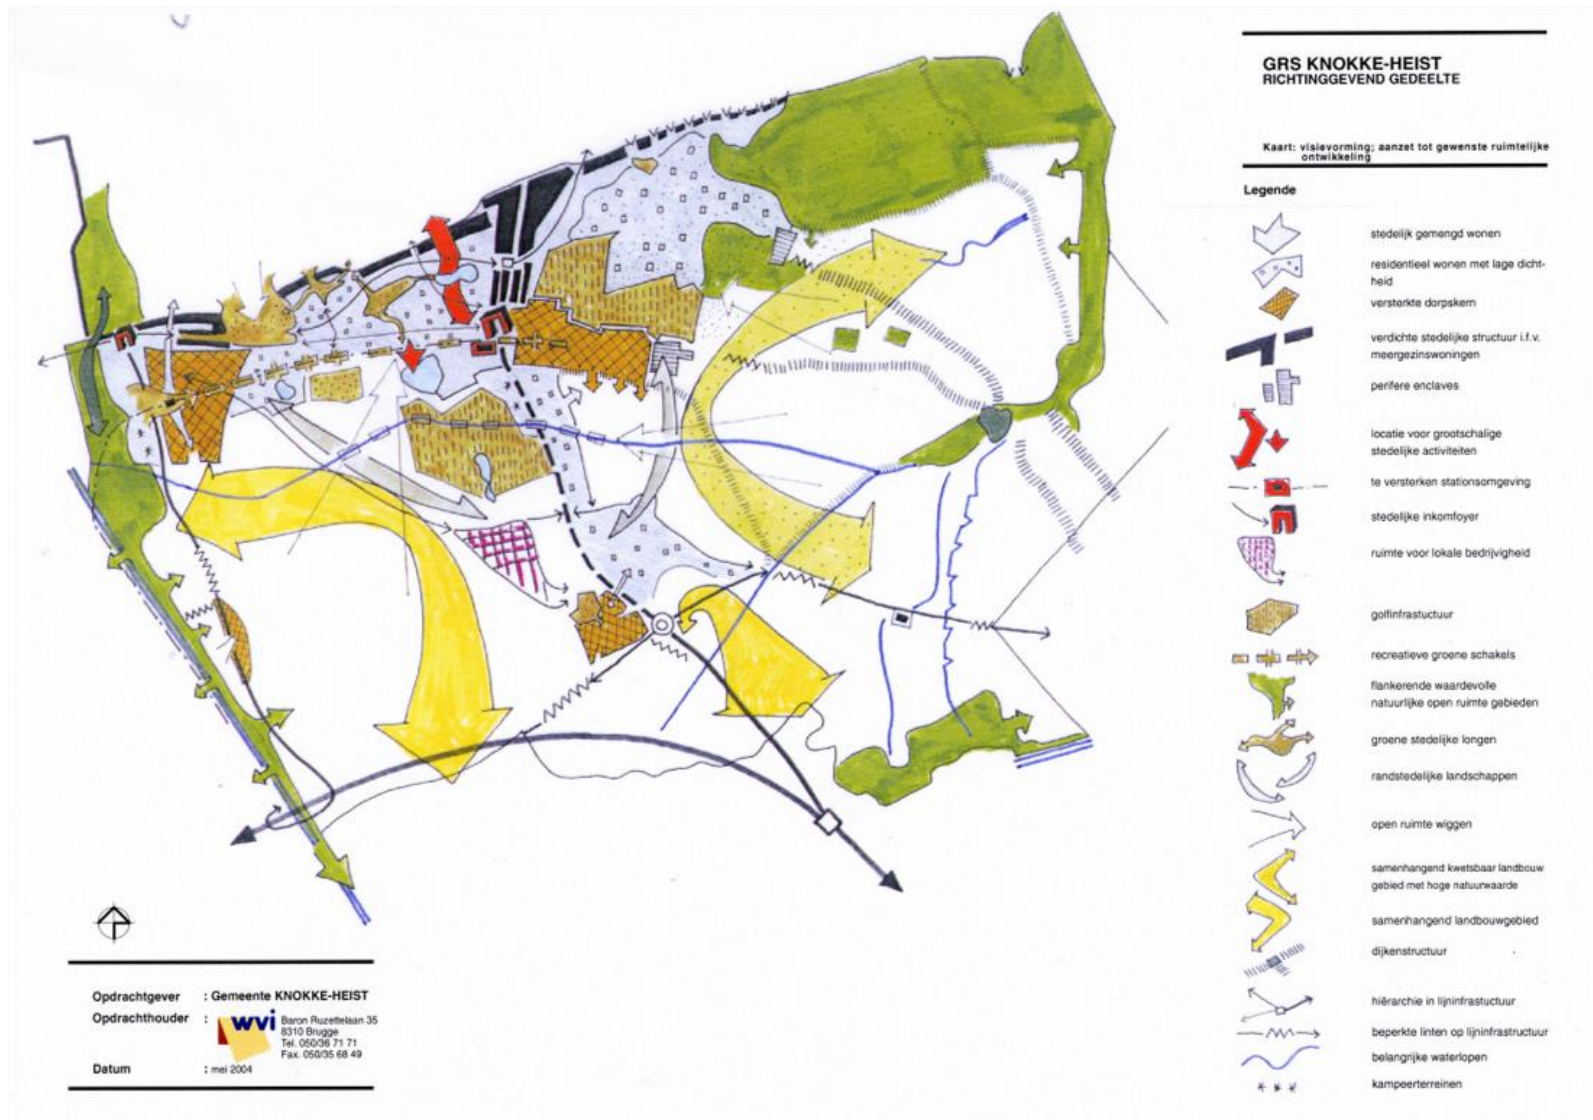 GRS KNOKKE-HEIST
RICHTINGGEVEND GEDEELTE
Kaart: visievorming; aanzet tot gewenste ruimtelijke
ontwikkeling
Legende
stedelijk gemengd wonen
residentieel wonen met lage dicht-
heid
versterkte dorpskern
verdichte stedelijke structuur i.f.v.
meergezinswoningen
perifere enclaves
locatie voor grootschalige
stedelijke activiteiten
te versterken stationsomgeving
stedelijke inkomfoyer
ruimte voor lokale bedrijvigheid
golfinfrastuctuur
recreatieve groene schakels
flankerende waardevolle
natuurlijke open ruimte gebieden
groene stedelijke longen
randstedelijke landschappen
open ruimte wiggen
samenhangend kwetsbaar landbouw
gebied met hoge natuurwaarde
samenhangend landbouwgebied
dijkenstructuur
hiërarchie in lijninfrastuctuur
beperkte linten op lijninfrastructuur
belangrijke waterlopen
kampeerterreinen
Opdrachtgever : Gemeente KNOKKE-HEIST
Opdrachthouder :
wvi
Baron Ruzettelaan 35
8310 Brugge
Tel. 050/36 71 71
Fax. 050/35 68 49
Datum : mei 2004